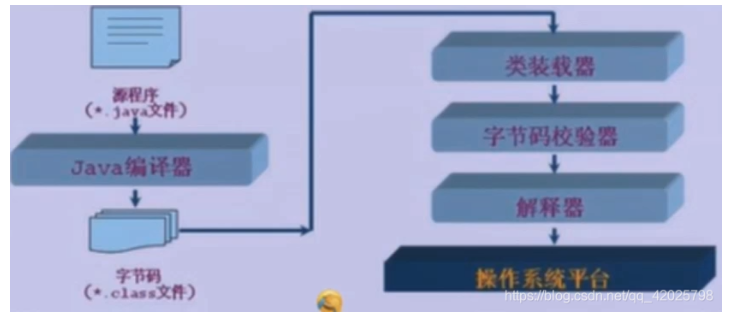 源程序
(*.java文件)
Java编译器
字节码
(*.class文件)
类装载器
字节码校验器
解释器
操作系统平台
https://blog.csdn.net/qq_42025798